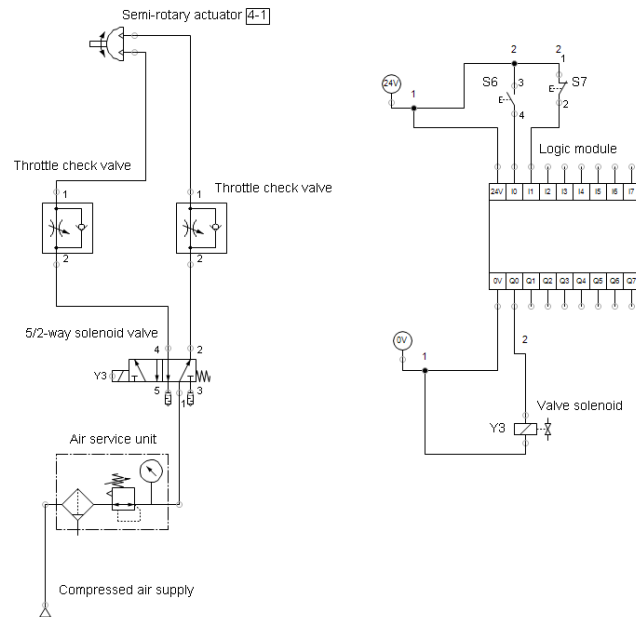 Semi-rotary actuator 4-1
Throttle check valve
1
2
Throttle check valve
1
2
5/2-way solenoid valve
4 2
Y3
5 3
1
Air service unit
Compressed air supply
24V
1
2
S6
3
4
2
1
S7
2
Logic module
24V I0 I1 I2 I3 I4 I5 I6 I7
0V Q0 Q1 Q2 Q3 Q4 Q5 Q6 Q7
0V
1
2
Valve solenoid
Y3